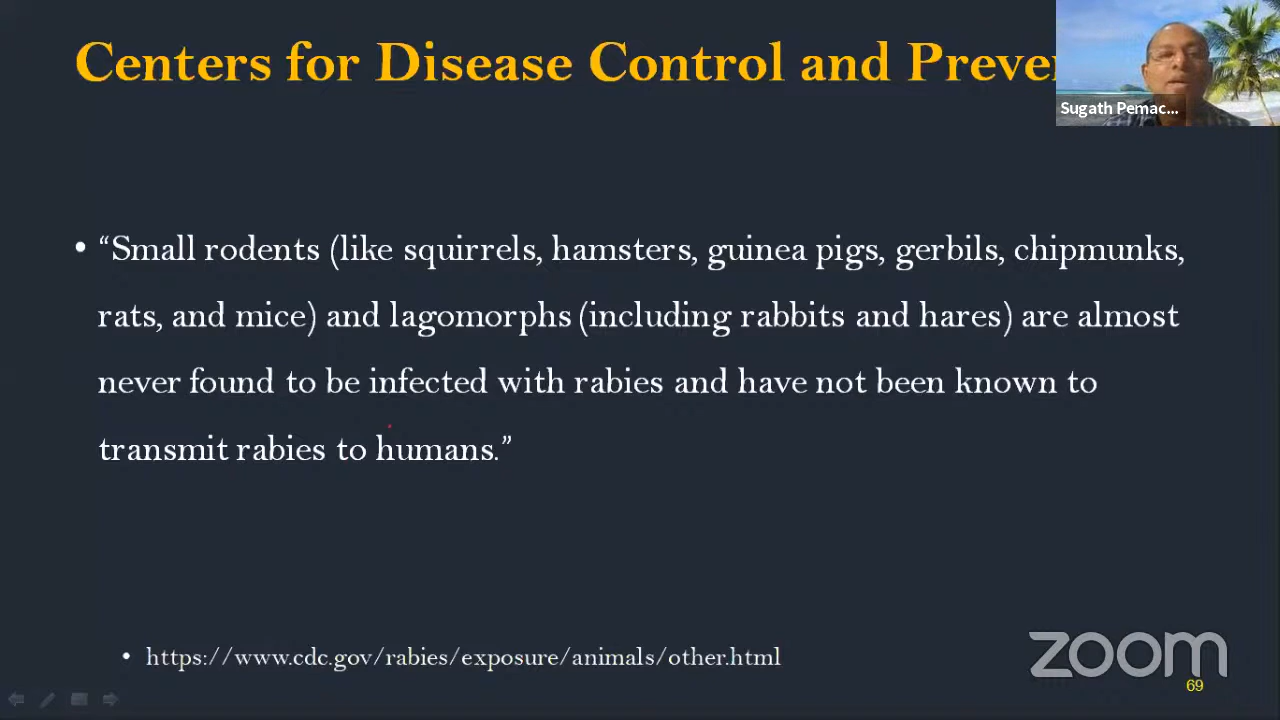 Centers for Disease Control and Preve
Sugath Pemac...
• “Small rodents (like squirrels, hamsters, guinea pigs, gerbils, chipmunks,
rats, and mice) and lagomorphs (including rabbits and hares) are almost
never found to be infected with rabies and have not been known to
transmit rabies to humans.”
• https://www.cdc.gov/rabies/exposure/animals/other.html
zoom
69